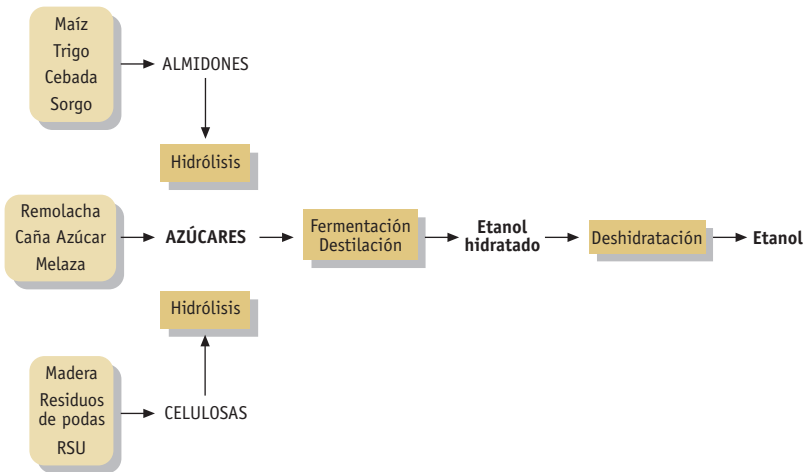 Maíz
Trigo
Cebada
Sorgo
ALMIDONES
Hidrólisis
Remolacha
Caña Azúcar
Melaza
AZÚCARES
Fermentación
Destilación
Etanol
hidratado
Deshidratación
Etanol
Hidrólisis
Madera
Residuos
de podas
RSU
CELULOSAS